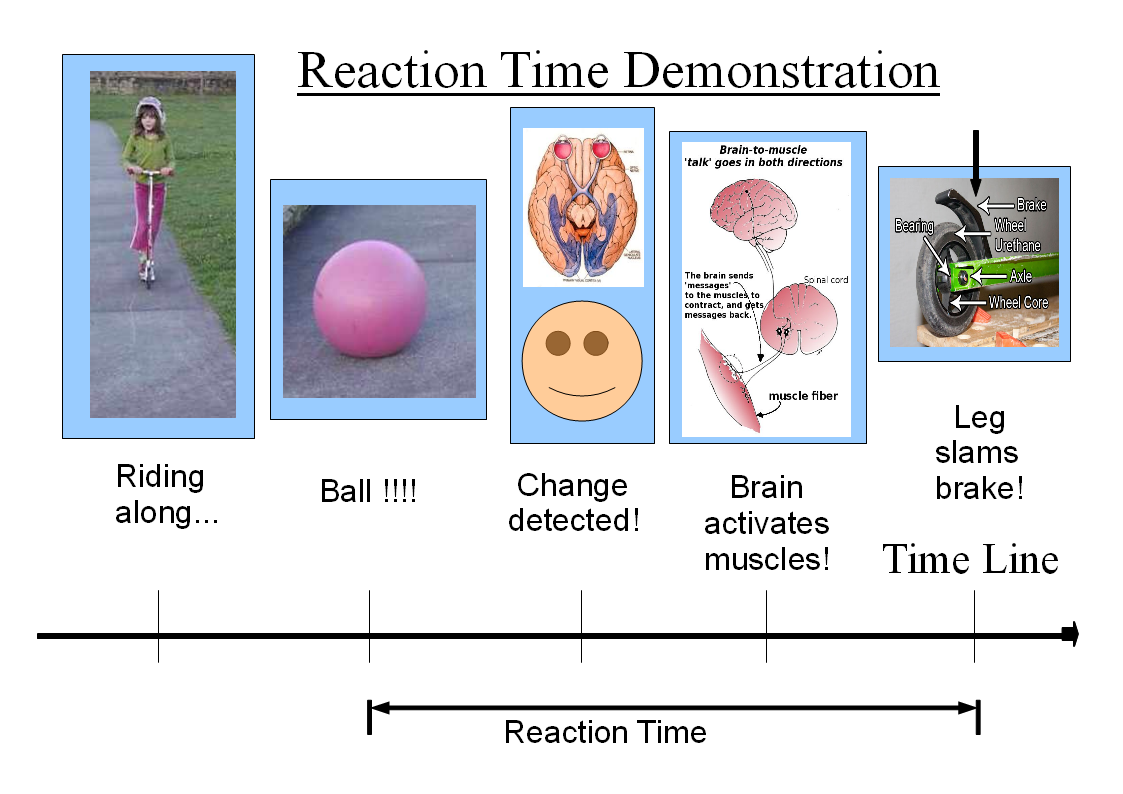 Reaction Time Demonstration
Riding
along...
Ball !!!!
Change
detected!
Brain-to-muscle
'talk' goes in both directions
The brain sends
'messages'
to the muscles to
contract, and gets
messages back.
Spinal cord
muscle fiber
Brain
activates
muscles!
Brake
Bearing
Wheel
Urethane
Axle
Wheel Core
Leg
slams
brake!
Time Line
Reaction Time